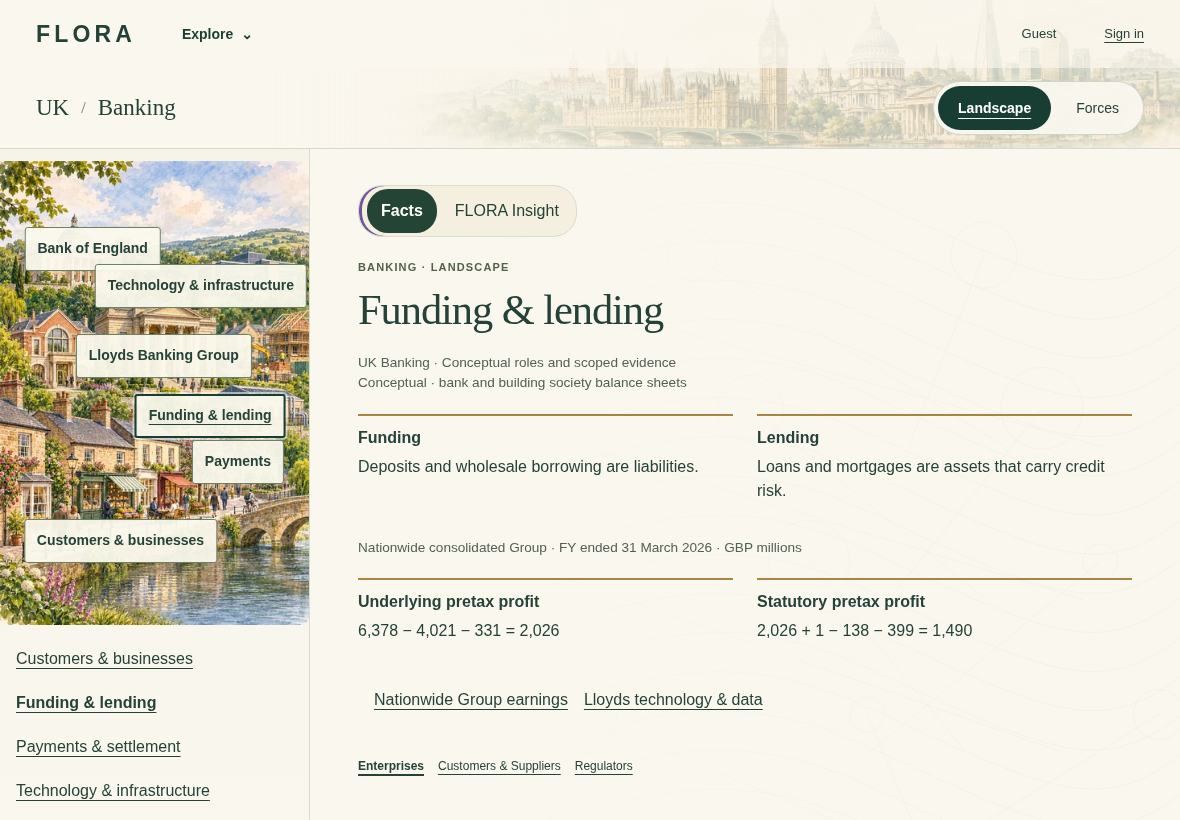 FLORA
Explore
Guest
Sign in
UK / Banking
Landscape
Forces
Bank of England
Technology & infrastructure
Lloyds Banking Group
Funding & lending
Payments
Customers & businesses
Customers & businesses
Funding & lending
Payments & settlement
Technology & infrastructure
Facts
FLORA Insight
BANKING · LANDSCAPE
Funding & lending
UK Banking · Conceptual roles and scoped evidence
Conceptual · bank and building society balance sheets
Funding
Deposits and wholesale borrowing are liabilities.
Lending
Loans and mortgages are assets that carry credit
risk.
Nationwide consolidated Group · FY ended 31 March 2026 · GBP millions
Underlying pretax profit
6,378 − 4,021 − 331 = 2,026
Statutory pretax profit
2,026 + 1 − 138 − 399 = 1,490
Nationwide Group earnings
Lloyds technology & data
Enterprises
Customers & Suppliers
Regulators